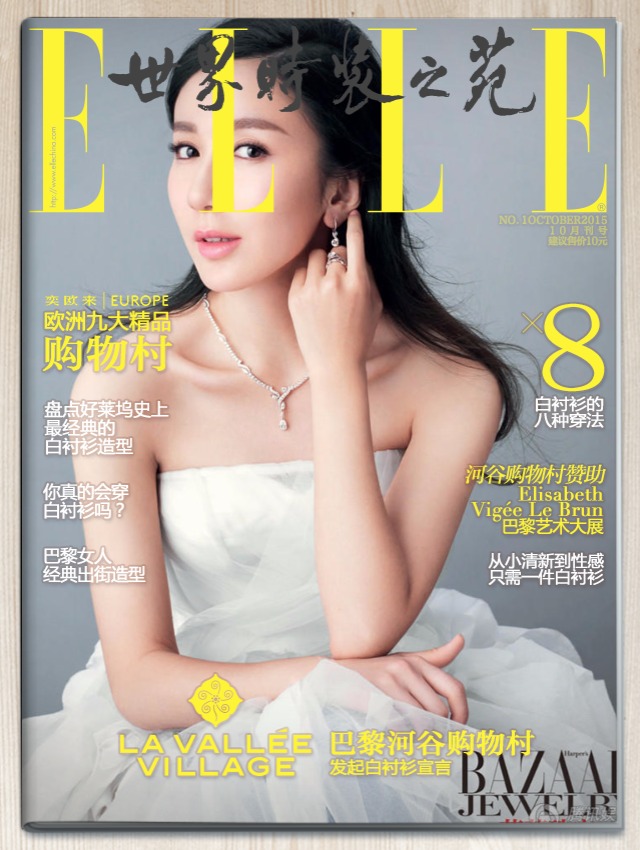 ELLE
世界時装之苑
http://www.ellechina.com
®
NO. 1OCTOBER2015
10月刊号
建议售价10元
奕欧来|EUROPE
欧洲九大精品
购物村
盘点好莱坞史上
最经典的
白衬衫造型
你真的会穿
白衬衫吗？
巴黎女人
经典出街造型
×8
白衬衫的
八种穿法
河谷购物村赞助
Elisabeth
Vigée Le Brun
巴黎艺术大展
从小清新到性感
只需一件白衬衫
LA VALLÉE
VILLAGE
巴黎河谷购物村
发起白衬衫宣言
Harper's
BAZAAR
JEWELR